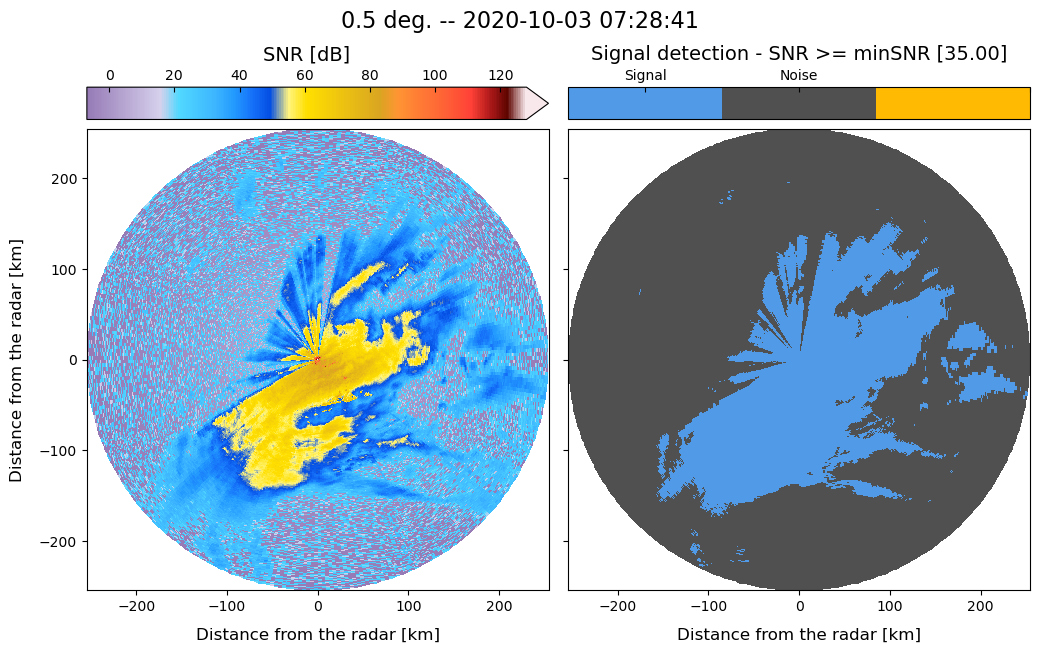 0.5 deg. -- 2020-10-03 07:28:41
SNR [dB]
Signal detection - SNR >= minSNR [35.00]
0 20 40 60 80 100 120
Signal Noise
200
100
0
−100
−200
Distance from the radar [km]
−200 −100 0 100 200
−200 −100 0 100 200
Distance from the radar [km]
Distance from the radar [km]